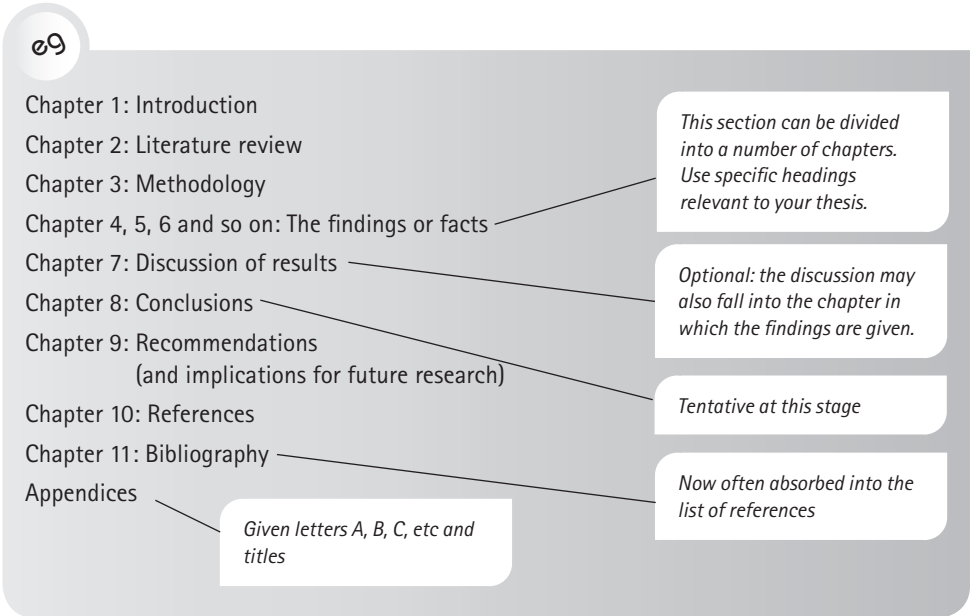 eg
Chapter 1: Introduction
Chapter 2: Literature review
Chapter 3: Methodology
Chapter 4, 5, 6 and so on: The findings or facts
Chapter 7: Discussion of results
Chapter 8: Conclusions
Chapter 9: Recommendations
(and implications for future research)
Chapter 10: References
Chapter 11: Bibliography
Appendices
This section can be divided
into a number of chapters.
Use specific headings
relevant to your thesis.
Optional: the discussion may
also fall into the chapter in
which the findings are given.
Tentative at this stage
Now often absorbed into the
list of references
Given letters A, B, C, etc and
titles